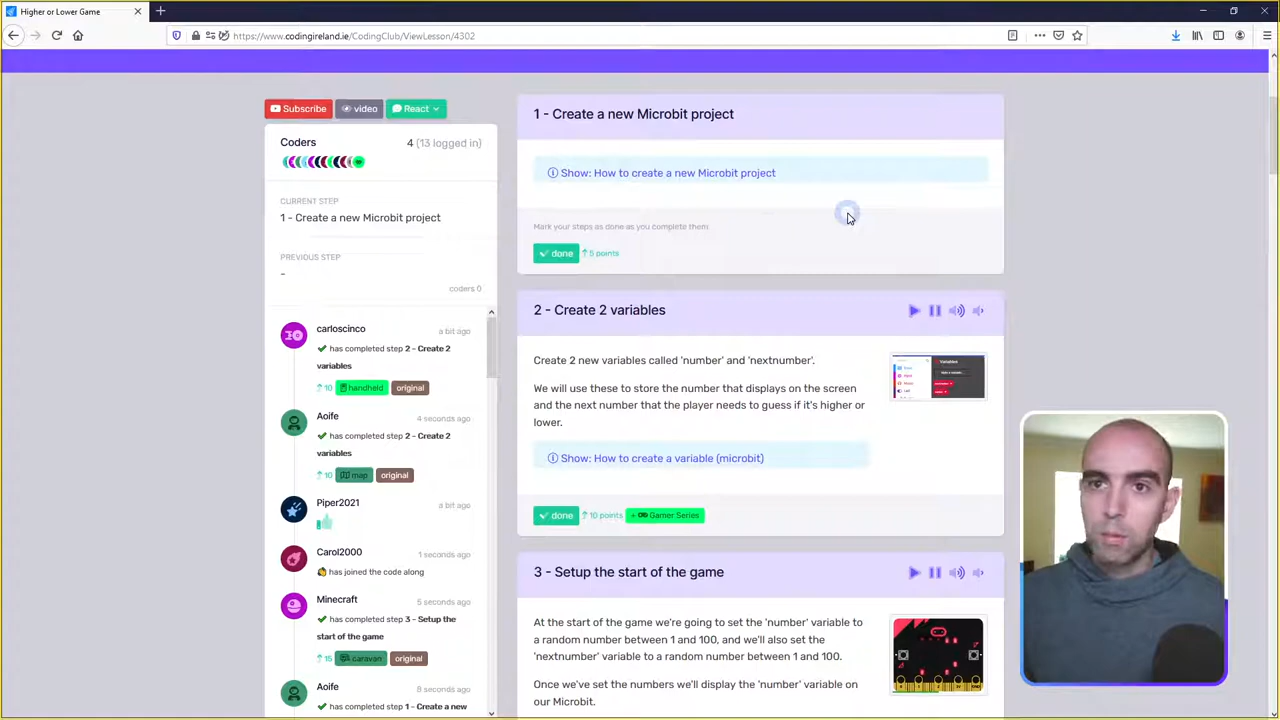 Higher or Lower Game
https://www.codingireland.ie/CodingClub/ViewLesson/4302
Subscribe
video
React
Coders
4 (13 logged in)
CURRENT STEP
1 - Create a new Microbit project
PREVIOUS STEP
-
coders 0
carloscinco
a bit ago
has completed step 2 - Create 2
variables
10
handheld
original
Aoife
4 seconds ago
has completed step 2 - Create 2
variables
10
map
original
Piper2021
a bit ago
Carol2000
1 seconds ago
has joined the code along
Minecraft
5 seconds ago
has completed step 3 - Setup the
start of the game
15
caravan
original
Aoife
8 seconds ago
has completed step 1 - Create a new
1 - Create a new Microbit project
Show: How to create a new Microbit project
Mark your steps as done as you complete them
done
5 points
2 - Create 2 variables
Create 2 new variables called 'number' and 'nextnumber'.
We will use these to store the number that displays on the screen
and the next number that the player needs to guess if it's higher or
lower.
Show: How to create a variable (microbit)
done
10 points
+ Gamer Series
3 - Setup the start of the game
At the start of the game we're going to set the 'number' variable to
a random number between 1 and 100, and we'll also set the
'nextnumber' variable to a random number between 1 and 100.
Once we've set the numbers we'll display the 'number' variable on
our Microbit.